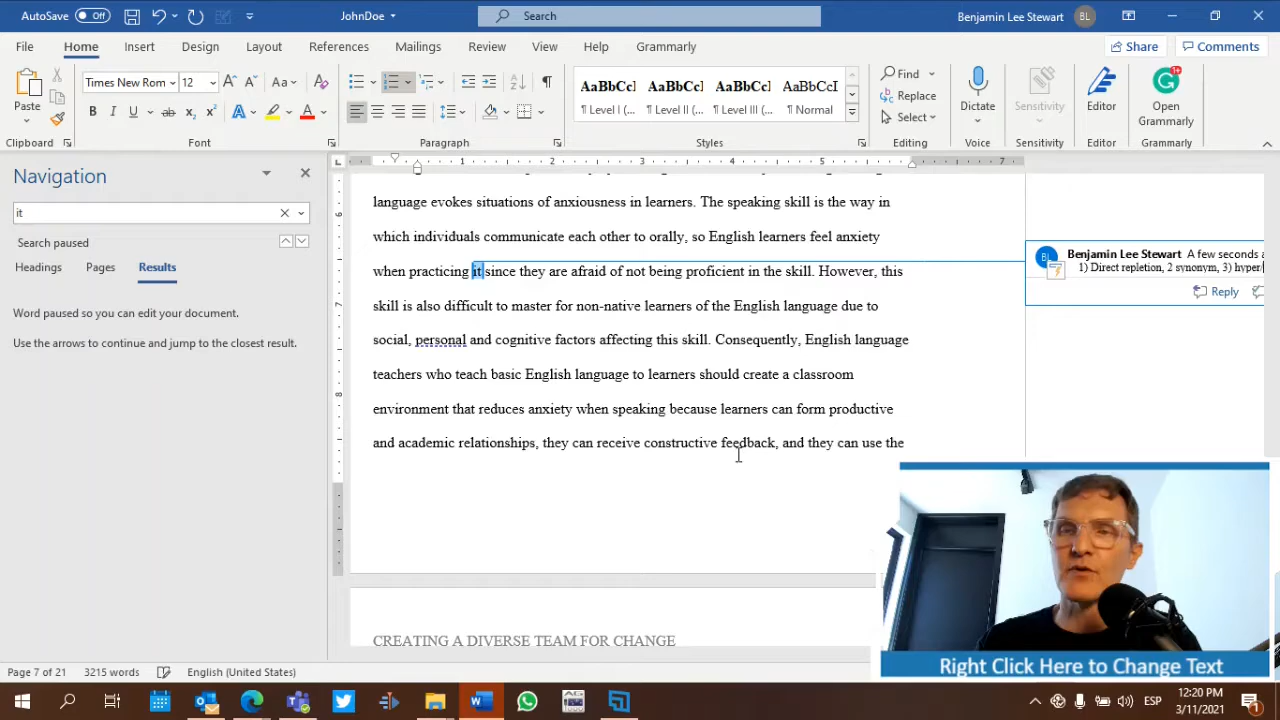 AutoSave Off JohnDoe Search Benjamin Lee Stewart BL
File Home Insert Design Layout References Mailings Review View Help Grammarly Share Comments
Times New Rom 12 Aa AaBbCcI AaBbCcI AaBbCcI AaBbCcI Find
Paste B I U ab x₂ x² A A ¶ Level I (... ¶ Level II (... ¶ Level III (... ¶ Normal Replace Select Dictate Sensitivity Editor Open Grammarly
Clipboard Font Paragraph Styles Editing Voice Sensitivity Editor Grammarly
Navigation
it
Search paused
Headings Pages Results
Word paused so you can edit your document.
Use the arrows to continue and jump to the closest result.
1 2 3 4 5 7
language evokes situations of anxiousness in learners. The speaking skill is the way in
which individuals communicate each other to orally, so English learners feel anxiety
when practicing it since they are afraid of not being proficient in the skill. However, this
skill is also difficult to master for non-native learners of the English language due to
social, personal and cognitive factors affecting this skill. Consequently, English language
teachers who teach basic English language to learners should create a classroom
environment that reduces anxiety when speaking because learners can form productive
and academic relationships, they can receive constructive feedback, and they can use the
Benjamin Lee Stewart A few seconds a
1) Direct repletion, 2 synonym, 3) hyper
Reply
CREATING A DIVERSE TEAM FOR CHANGE
Right Click Here to Change Text
Page 7 of 21 3215 words English (United States)
ESP 12:20 PM
3/11/2021